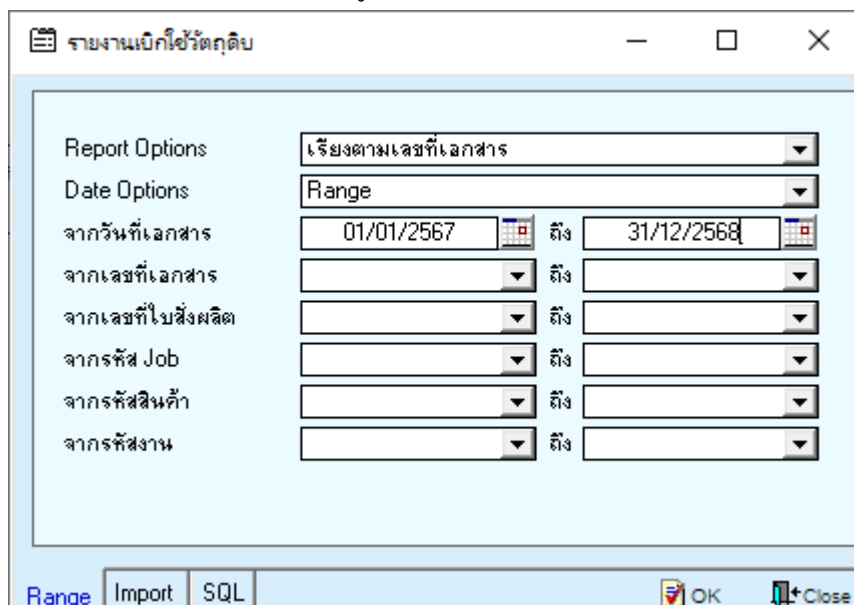 รายงานเบิกใช้วัตถุดิบ
Report Options เรียงตามเลขที่เอกสาร
Date Options Range
จากวันที่เอกสาร 01/01/2567 ถึง 31/12/2568
จากเลขที่เอกสาร ถึง
จากเลขที่ใบสั่งผลิต ถึง
จากรหัส Job ถึง
จากรหัสสินค้า ถึง
จากรหัสงาน ถึง
Range Import SQL OK Close